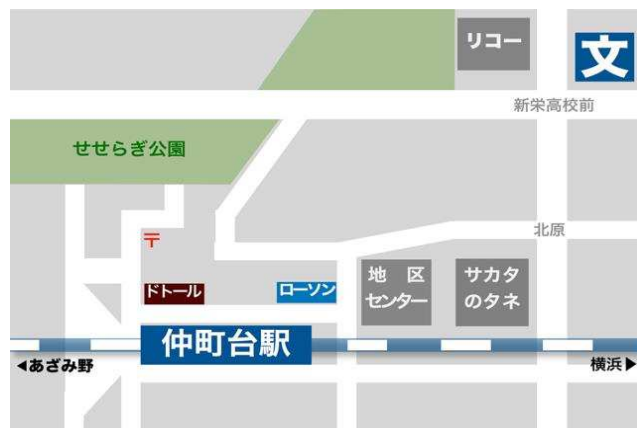 リコー
文
新栄高校前
せせらぎ公園
〒
北原
地 区
センター
サカタ
のタネ
ドトール
ローソン
仲町台駅
◀あざみ野
横浜▶